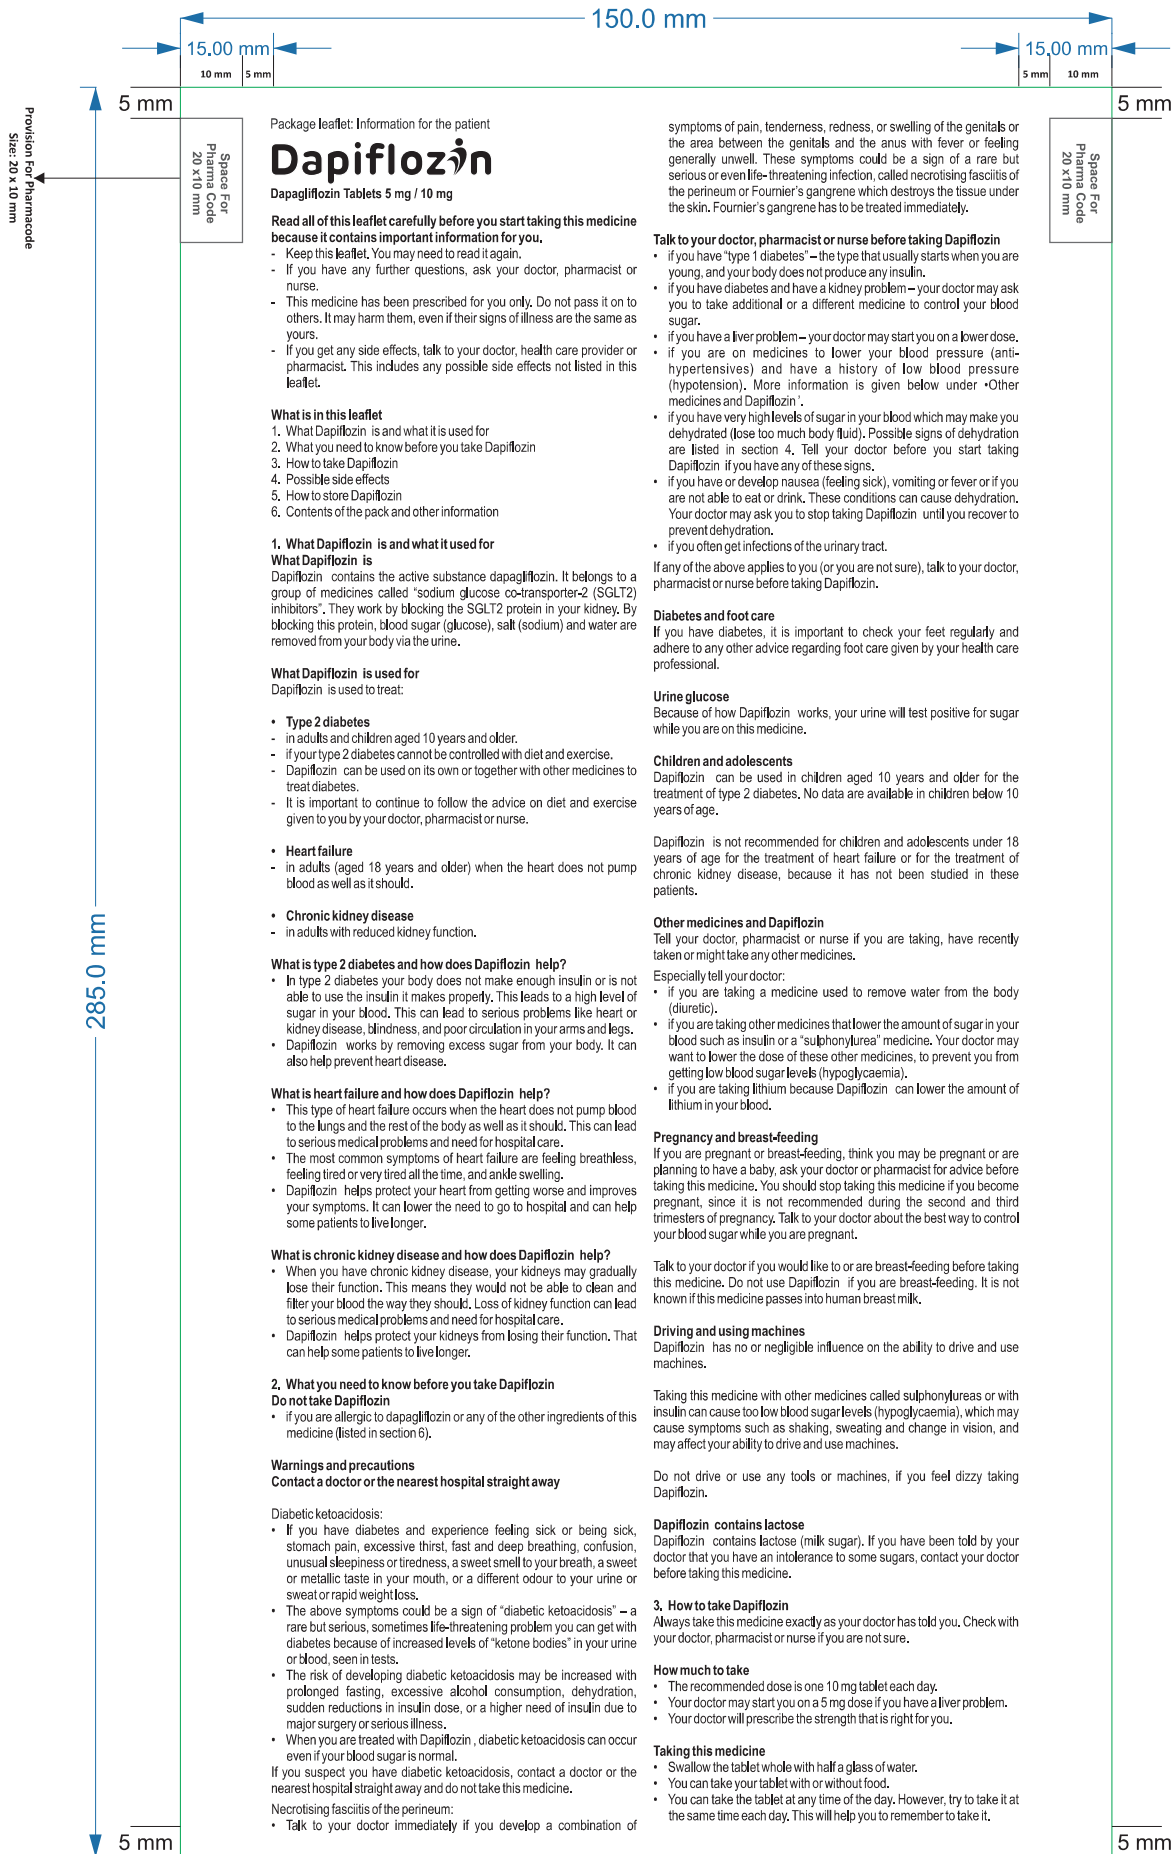 150.0 mm
15.00 mm
15.00 mm
10 mm
5 mm
5 mm
10 mm
5 mm
5 mm
Provision For Pharmacode
Size: 20 x 10 mm
Space For
Pharma Code
20 x10 mm
Space For
Pharma Code
20 x10 mm
285.0 mm
Package leaflet: Information for the patient
Dapiflozin
Dapagliflozin Tablets 5 mg / 10 mg
Read all of this leaflet carefully before you start taking this medicine
because it contains important information for you.
- Keep this leaflet. You may need to read it again.
- If you have any further questions, ask your doctor, pharmacist or
nurse.
- This medicine has been prescribed for you only. Do not pass it on to
others. It may harm them, even if their signs of illness are the same as
yours.
- If you get any side effects, talk to your doctor, health care provider or
pharmacist. This includes any possible side effects not listed in this
leaflet.
What is in this leaflet
1. What Dapiflozin is and what it is used for
2. What you need to know before you take Dapiflozin
3. How to take Dapiflozin
4. Possible side effects
5. How to store Dapiflozin
6. Contents of the pack and other information
1. What Dapiflozin is and what it used for
What Dapiflozin is
Dapiflozin contains the active substance dapagliflozin. It belongs to a
group of medicines called “sodium glucose co-transporter-2 (SGLT2)
inhibitors”. They work by blocking the SGLT2 protein in your kidney. By
blocking this protein, blood sugar (glucose), salt (sodium) and water are
removed from your body via the urine.
What Dapiflozin is used for
Dapiflozin is used to treat:
• Type 2 diabetes
- in adults and children aged 10 years and older.
- if your type 2 diabetes cannot be controlled with diet and exercise.
- Dapiflozin can be used on its own or together with other medicines to
treat diabetes.
- It is important to continue to follow the advice on diet and exercise
given to you by your doctor, pharmacist or nurse.
• Heart failure
- in adults (aged 18 years and older) when the heart does not pump
blood as well as it should.
• Chronic kidney disease
- in adults with reduced kidney function.
What is type 2 diabetes and how does Dapiflozin help?
• In type 2 diabetes your body does not make enough insulin or is not
able to use the insulin it makes properly. This leads to a high level of
sugar in your blood. This can lead to serious problems like heart or
kidney disease, blindness, and poor circulation in your arms and legs.
• Dapiflozin works by removing excess sugar from your body. It can
also help prevent heart disease.
What is heart failure and how does Dapiflozin help?
• This type of heart failure occurs when the heart does not pump blood
to the lungs and the rest of the body as well as it should. This can lead
to serious medical problems and need for hospital care.
• The most common symptoms of heart failure are feeling breathless,
feeling tired or very tired all the time, and ankle swelling.
• Dapiflozin helps protect your heart from getting worse and improves
your symptoms. It can lower the need to go to hospital and can help
some patients to live longer.
What is chronic kidney disease and how does Dapiflozin help?
• When you have chronic kidney disease, your kidneys may gradually
lose their function. This means they would not be able to clean and
filter your blood the way they should. Loss of kidney function can lead
to serious medical problems and need for hospital care.
• Dapiflozin helps protect your kidneys from losing their function. That
can help some patients to live longer.
2. What you need to know before you take Dapiflozin
Do not take Dapiflozin
• if you are allergic to dapagliflozin or any of the other ingredients of this
medicine (listed in section 6).
Warnings and precautions
Contact a doctor or the nearest hospital straight away
Diabetic ketoacidosis:
• If you have diabetes and experience feeling sick or being sick,
stomach pain, excessive thirst, fast and deep breathing, confusion,
unusual sleepiness or tiredness, a sweet smell to your breath, a sweet
or metallic taste in your mouth, or a different odour to your urine or
sweat or rapid weight loss.
• The above symptoms could be a sign of “diabetic ketoacidosis” – a
rare but serious, sometimes life-threatening problem you can get with
diabetes because of increased levels of “ketone bodies” in your urine
or blood, seen in tests.
• The risk of developing diabetic ketoacidosis may be increased with
prolonged fasting, excessive alcohol consumption, dehydration,
sudden reductions in insulin dose, or a higher need of insulin due to
major surgery or serious illness.
• When you are treated with Dapiflozin , diabetic ketoacidosis can occur
even if your blood sugar is normal.
If you suspect you have diabetic ketoacidosis, contact a doctor or the
nearest hospital straight away and do not take this medicine.
Necrotising fasciitis of the perineum:
• Talk to your doctor immediately if you develop a combination of
symptoms of pain, tenderness, redness, or swelling of the genitals or
the area between the genitals and the anus with fever or feeling
generally unwell. These symptoms could be a sign of a rare but
serious or even life- threatening infection, called necrotising fasciitis of
the perineum or Fournier’s gangrene which destroys the tissue under
the skin. Fournier’s gangrene has to be treated immediately.
Talk to your doctor, pharmacist or nurse before taking Dapiflozin
• if you have “type 1 diabetes” – the type that usually starts when you are
young, and your body does not produce any insulin.
• if you have diabetes and have a kidney problem – your doctor may ask
you to take additional or a different medicine to control your blood
sugar.
• if you have a liver problem – your doctor may start you on a lower dose.
• if you are on medicines to lower your blood pressure (anti-
hypertensives) and have a history of low blood pressure
(hypotension). More information is given below under •Other
medicines and Dapiflozin ’.
• if you have very high levels of sugar in your blood which may make you
dehydrated (lose too much body fluid). Possible signs of dehydration
are listed in section 4. Tell your doctor before you start taking
Dapiflozin if you have any of these signs.
• if you have or develop nausea (feeling sick), vomiting or fever or if you
are not able to eat or drink. These conditions can cause dehydration.
Your doctor may ask you to stop taking Dapiflozin until you recover to
prevent dehydration.
• if you often get infections of the urinary tract.
If any of the above applies to you (or you are not sure), talk to your doctor,
pharmacist or nurse before taking Dapiflozin.
Diabetes and foot care
If you have diabetes, it is important to check your feet regularly and
adhere to any other advice regarding foot care given by your health care
professional.
Urine glucose
Because of how Dapiflozin works, your urine will test positive for sugar
while you are on this medicine.
Children and adolescents
Dapiflozin can be used in children aged 10 years and older for the
treatment of type 2 diabetes. No data are available in children below 10
years of age.
Dapiflozin is not recommended for children and adolescents under 18
years of age for the treatment of heart failure or for the treatment of
chronic kidney disease, because it has not been studied in these
patients.
Other medicines and Dapiflozin
Tell your doctor, pharmacist or nurse if you are taking, have recently
taken or might take any other medicines.
Especially tell your doctor:
• if you are taking a medicine used to remove water from the body
(diuretic).
• if you are taking other medicines that lower the amount of sugar in your
blood such as insulin or a “sulphonylurea” medicine. Your doctor may
want to lower the dose of these other medicines, to prevent you from
getting low blood sugar levels (hypoglycaemia).
• if you are taking lithium because Dapiflozin can lower the amount of
lithium in your blood.
Pregnancy and breast-feeding
If you are pregnant or breast-feeding, think you may be pregnant or are
planning to have a baby, ask your doctor or pharmacist for advice before
taking this medicine. You should stop taking this medicine if you become
pregnant, since it is not recommended during the second and third
trimesters of pregnancy. Talk to your doctor about the best way to control
your blood sugar while you are pregnant.
Talk to your doctor if you would like to or are breast-feeding before taking
this medicine. Do not use Dapiflozin if you are breast-feeding. It is not
known if this medicine passes into human breast milk.
Driving and using machines
Dapiflozin has no or negligible influence on the ability to drive and use
machines.
Taking this medicine with other medicines called sulphonylureas or with
insulin can cause too low blood sugar levels (hypoglycaemia), which may
cause symptoms such as shaking, sweating and change in vision, and
may affect your ability to drive and use machines.
Do not drive or use any tools or machines, if you feel dizzy taking
Dapiflozin.
Dapiflozin contains lactose
Dapiflozin contains lactose (milk sugar). If you have been told by your
doctor that you have an intolerance to some sugars, contact your doctor
before taking this medicine.
3. How to take Dapiflozin
Always take this medicine exactly as your doctor has told you. Check with
your doctor, pharmacist or nurse if you are not sure.
How much to take
• The recommended dose is one 10 mg tablet each day.
• Your doctor may start you on a 5 mg dose if you have a liver problem.
• Your doctor will prescribe the strength that is right for you.
Taking this medicine
• Swallow the tablet whole with half a glass of water.
• You can take your tablet with or without food.
• You can take the tablet at any time of the day. However, try to take it at
the same time each day. This will help you to remember to take it.
5 mm
5 mm